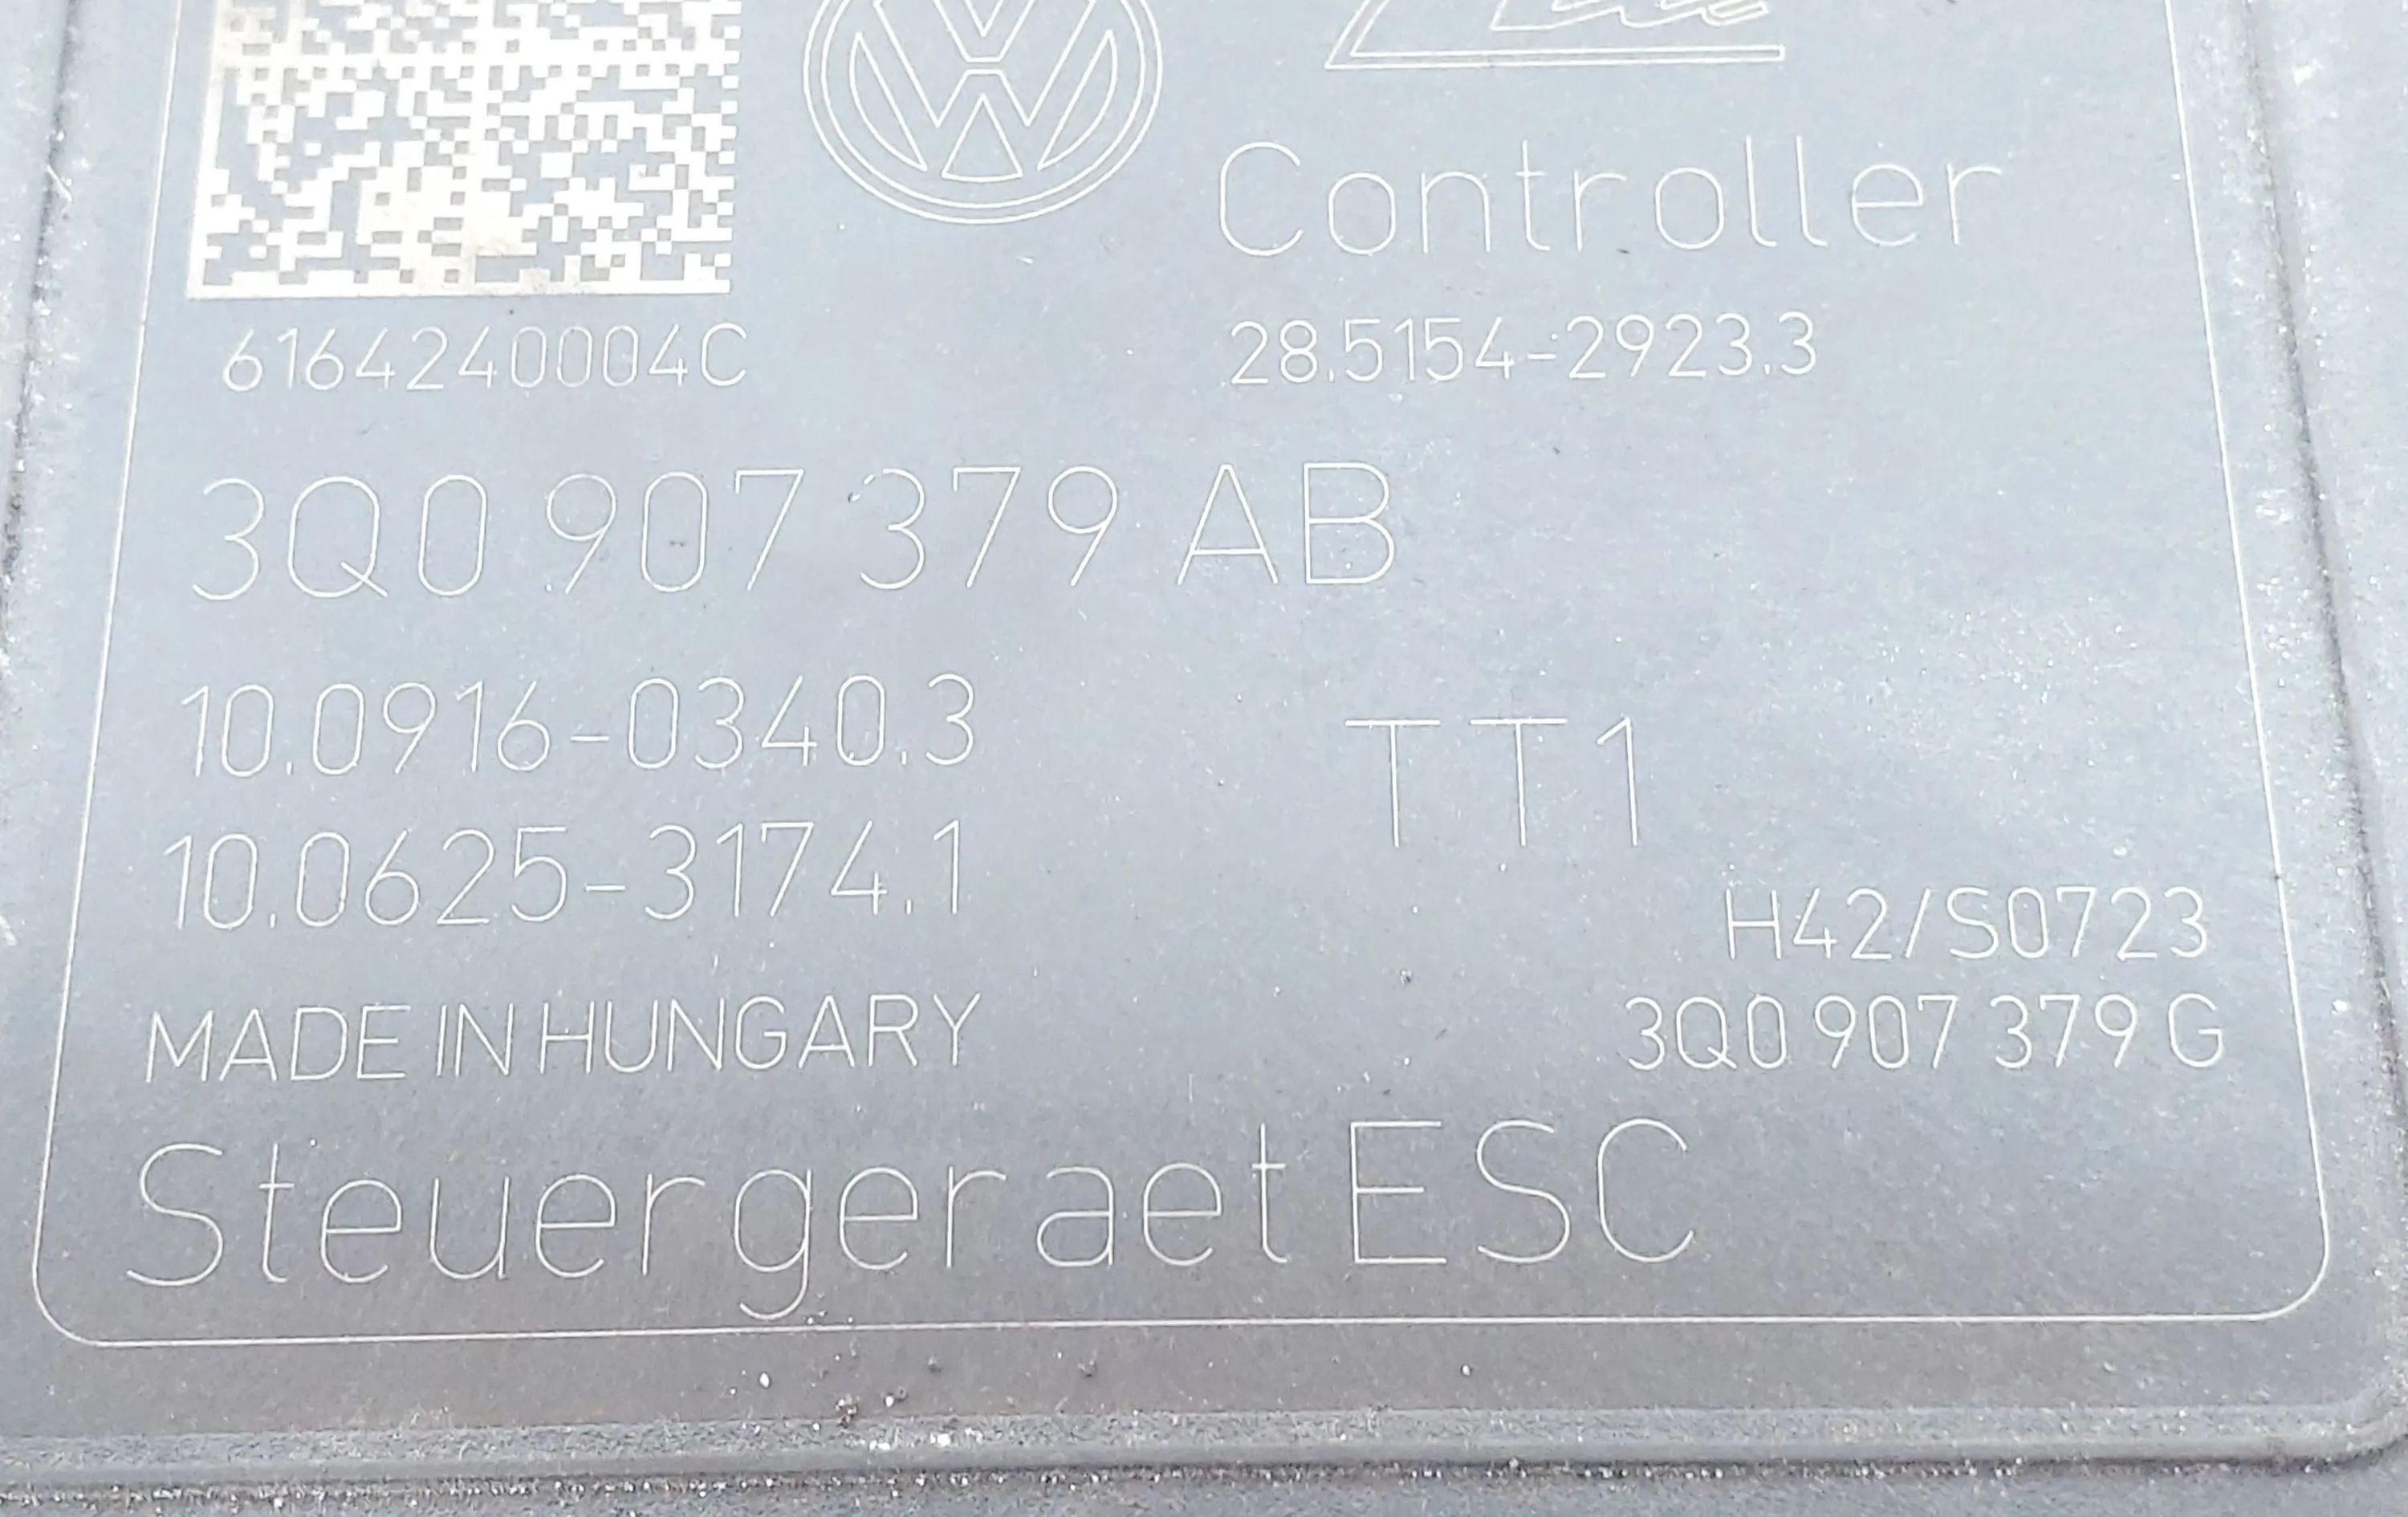 Controller
6164240004C
28.5154-2923.3
3Q0 907 379 AB
10.0916-0340.3
TT1
10.0625-3174.1
H42/S0723
MADE IN HUNGARY
3Q0 907 379 G
Steuergeraet ESC